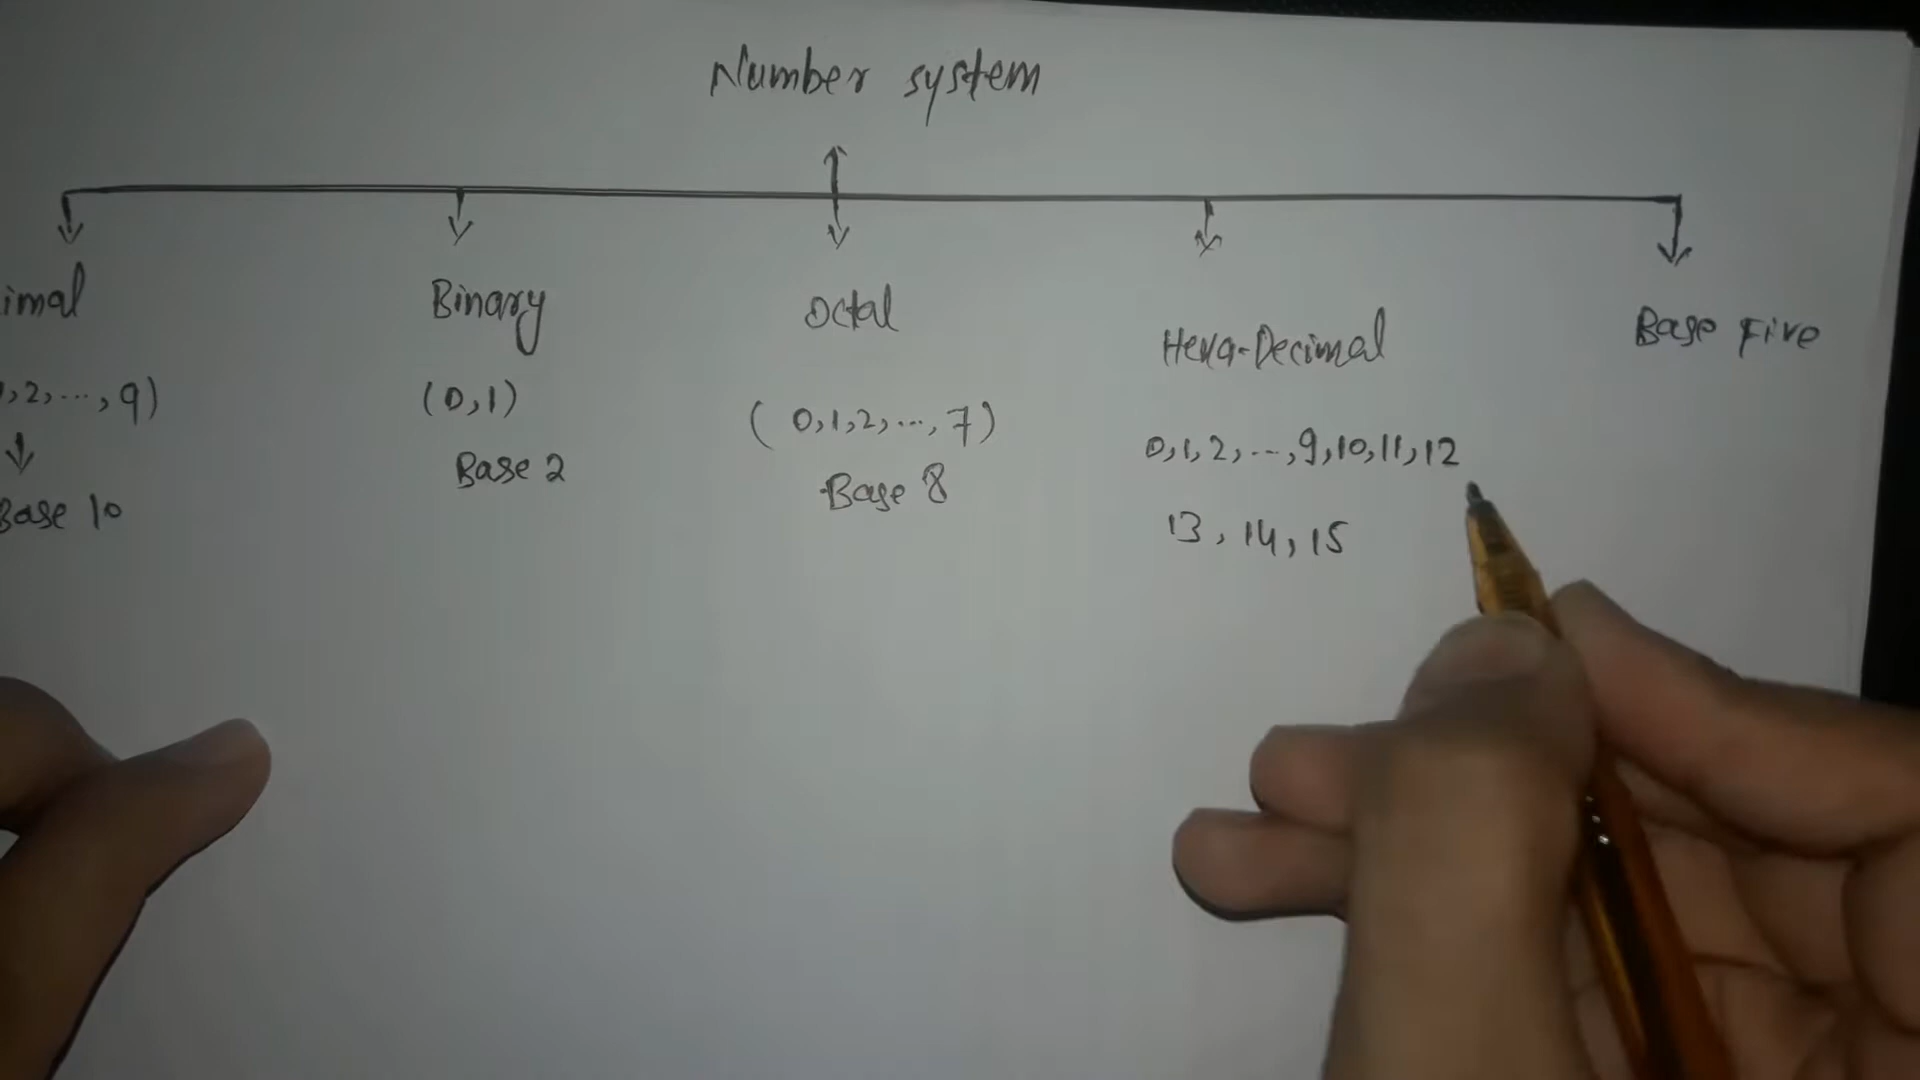 Number system
imal
,2,...,9)
Base 10
Binary
(0,1)
Base 2
Octal
(0,1,2,...,7)
Base 8
Hexa-Decimal
0,1,2,...,9,10,11,12
13,14,15
Base Five